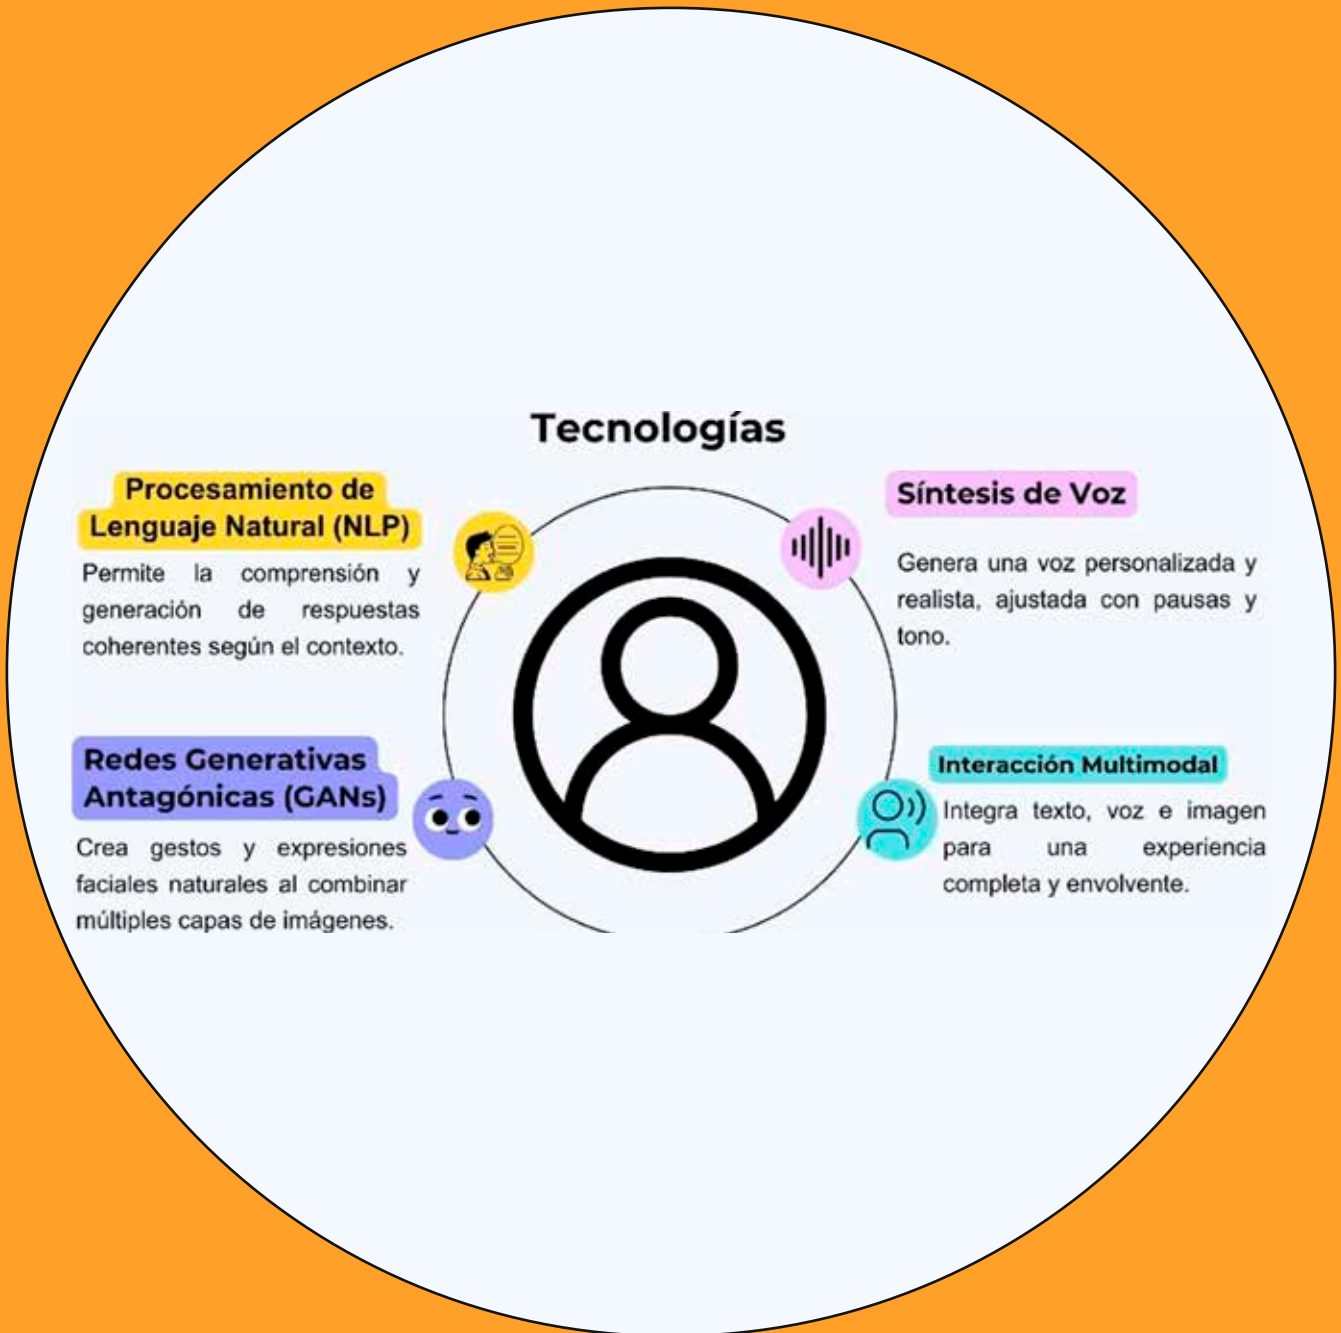 Tecnologías
Procesamiento de
Lenguaje Natural (NLP)
Permite la comprensión y
generación de respuestas
coherentes según el contexto.
Síntesis de Voz
Genera una voz personalizada y
realista, ajustada con pausas y
tono.
Redes Generativas
Antagónicas (GANs)
Crea gestos y expresiones
faciales naturales al combinar
múltiples capas de imágenes.
Interacción Multimodal
Integra texto, voz e imagen
para una experiencia
completa y envolvente.